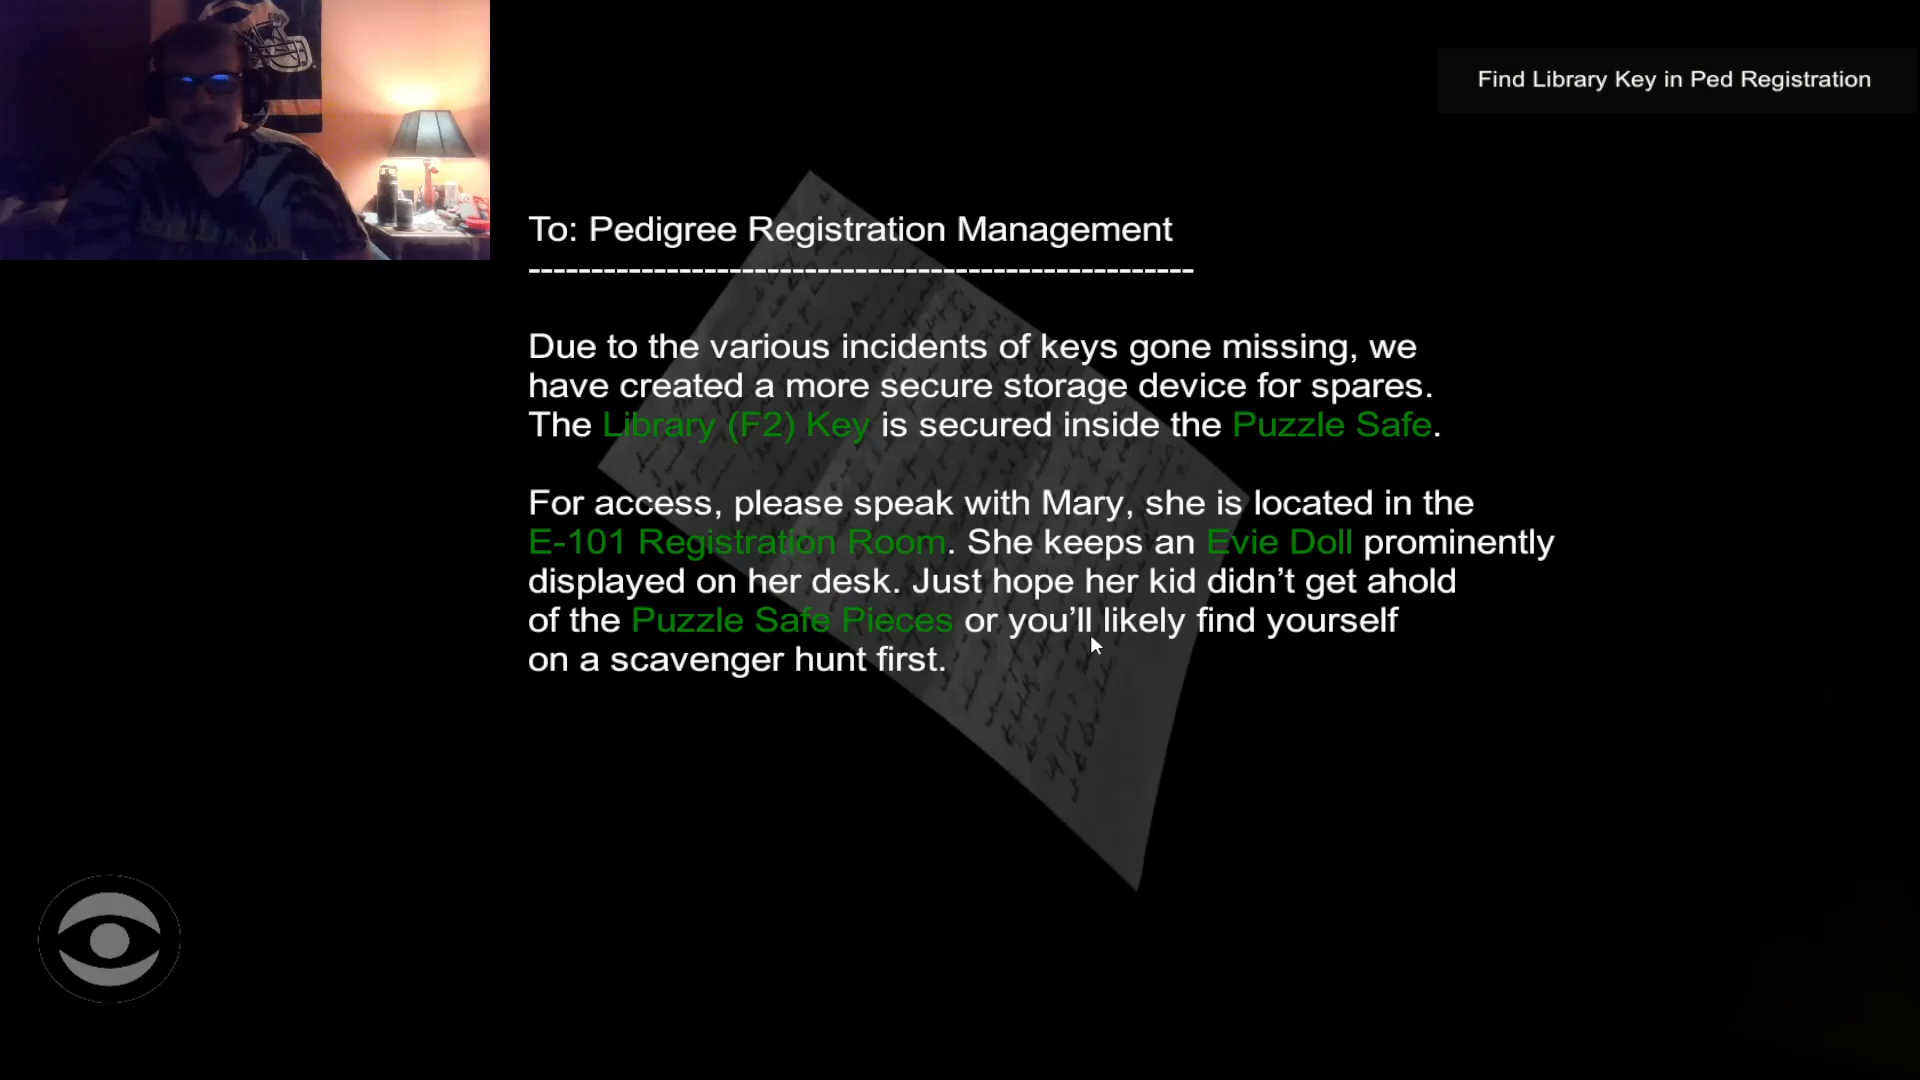 Find Library Key in Ped Registration
To: Pedigree Registration Management
-----------------------------------------------------
Due to the various incidents of keys gone missing, we
have created a more secure storage device for spares.
The Library (F2) Key is secured inside the Puzzle Safe.
For access, please speak with Mary, she is located in the
E-101 Registration Room. She keeps an Evie Doll prominently
displayed on her desk. Just hope her kid didn't get ahold
of the Puzzle Safe Pieces or you'll likely find yourself
on a scavenger hunt first.